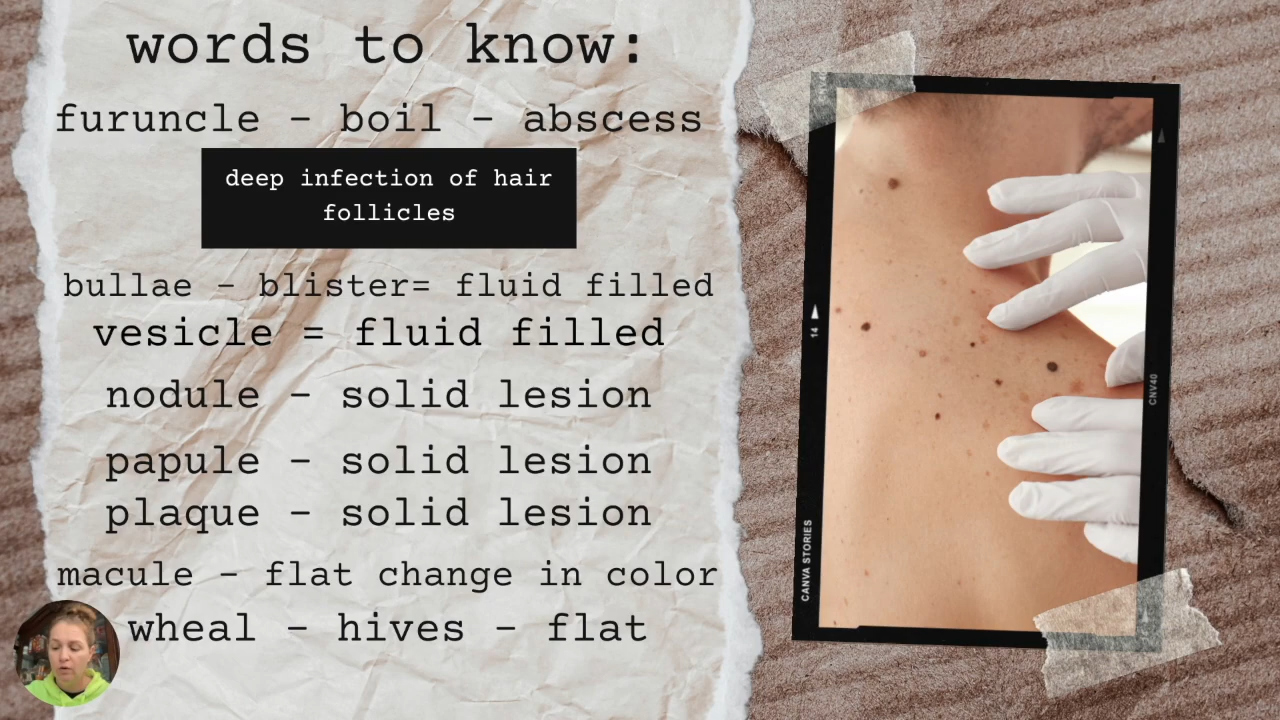 words to know:
furuncle - boil - abscess
deep infection of hair
follicles
bullae - blister= fluid filled
vesicle = fluid filled
nodule - solid lesion
papule - solid lesion
plaque - solid lesion
macule - flat change in color
wheal - hives - flat
14
CNV40
CANVA STORIES